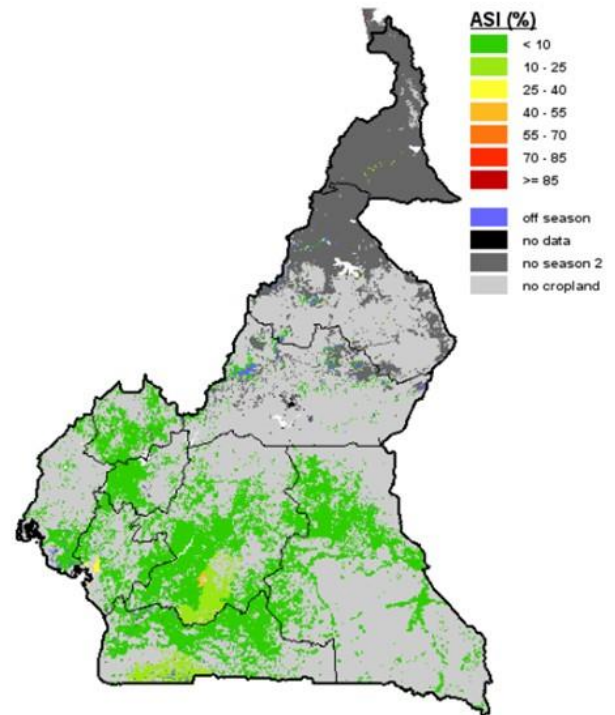 ASI (%)
< 10
10 - 25
25 - 40
40 - 55
55 - 70
70 - 85
>= 85
off season
no data
no season 2
no cropland